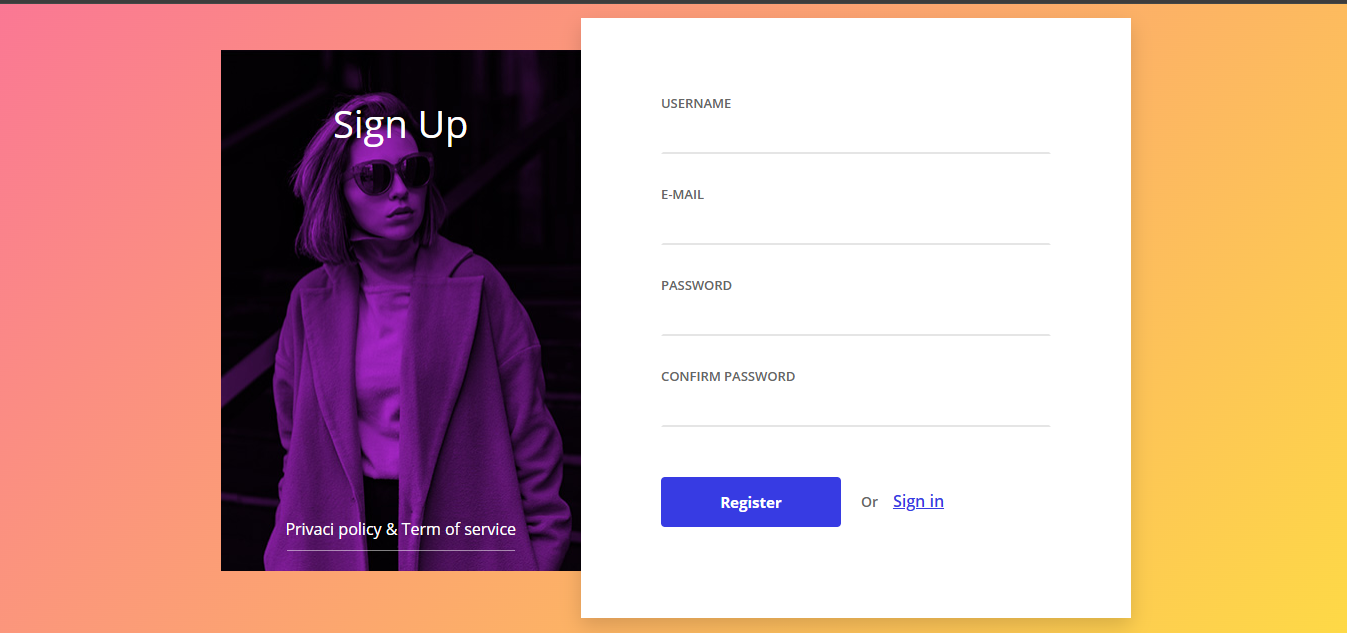 Sign Up
Privaci policy & Term of service
USERNAME
E-MAIL
PASSWORD
CONFIRM PASSWORD
Register Or Sign in